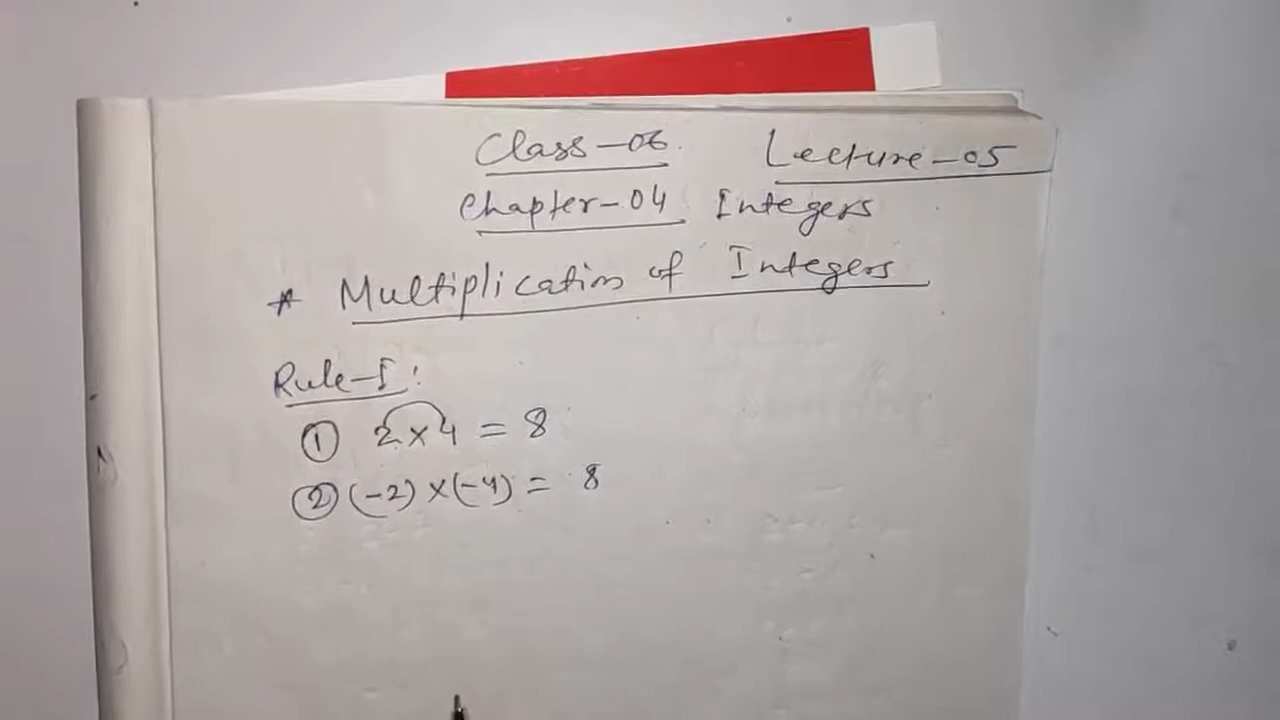 Class-06. Lecture-05
Chapter-04 Integers
* Multiplication of Integers
Rule-I:
① 2×4 = 8
② (-2)×(-4) = 8